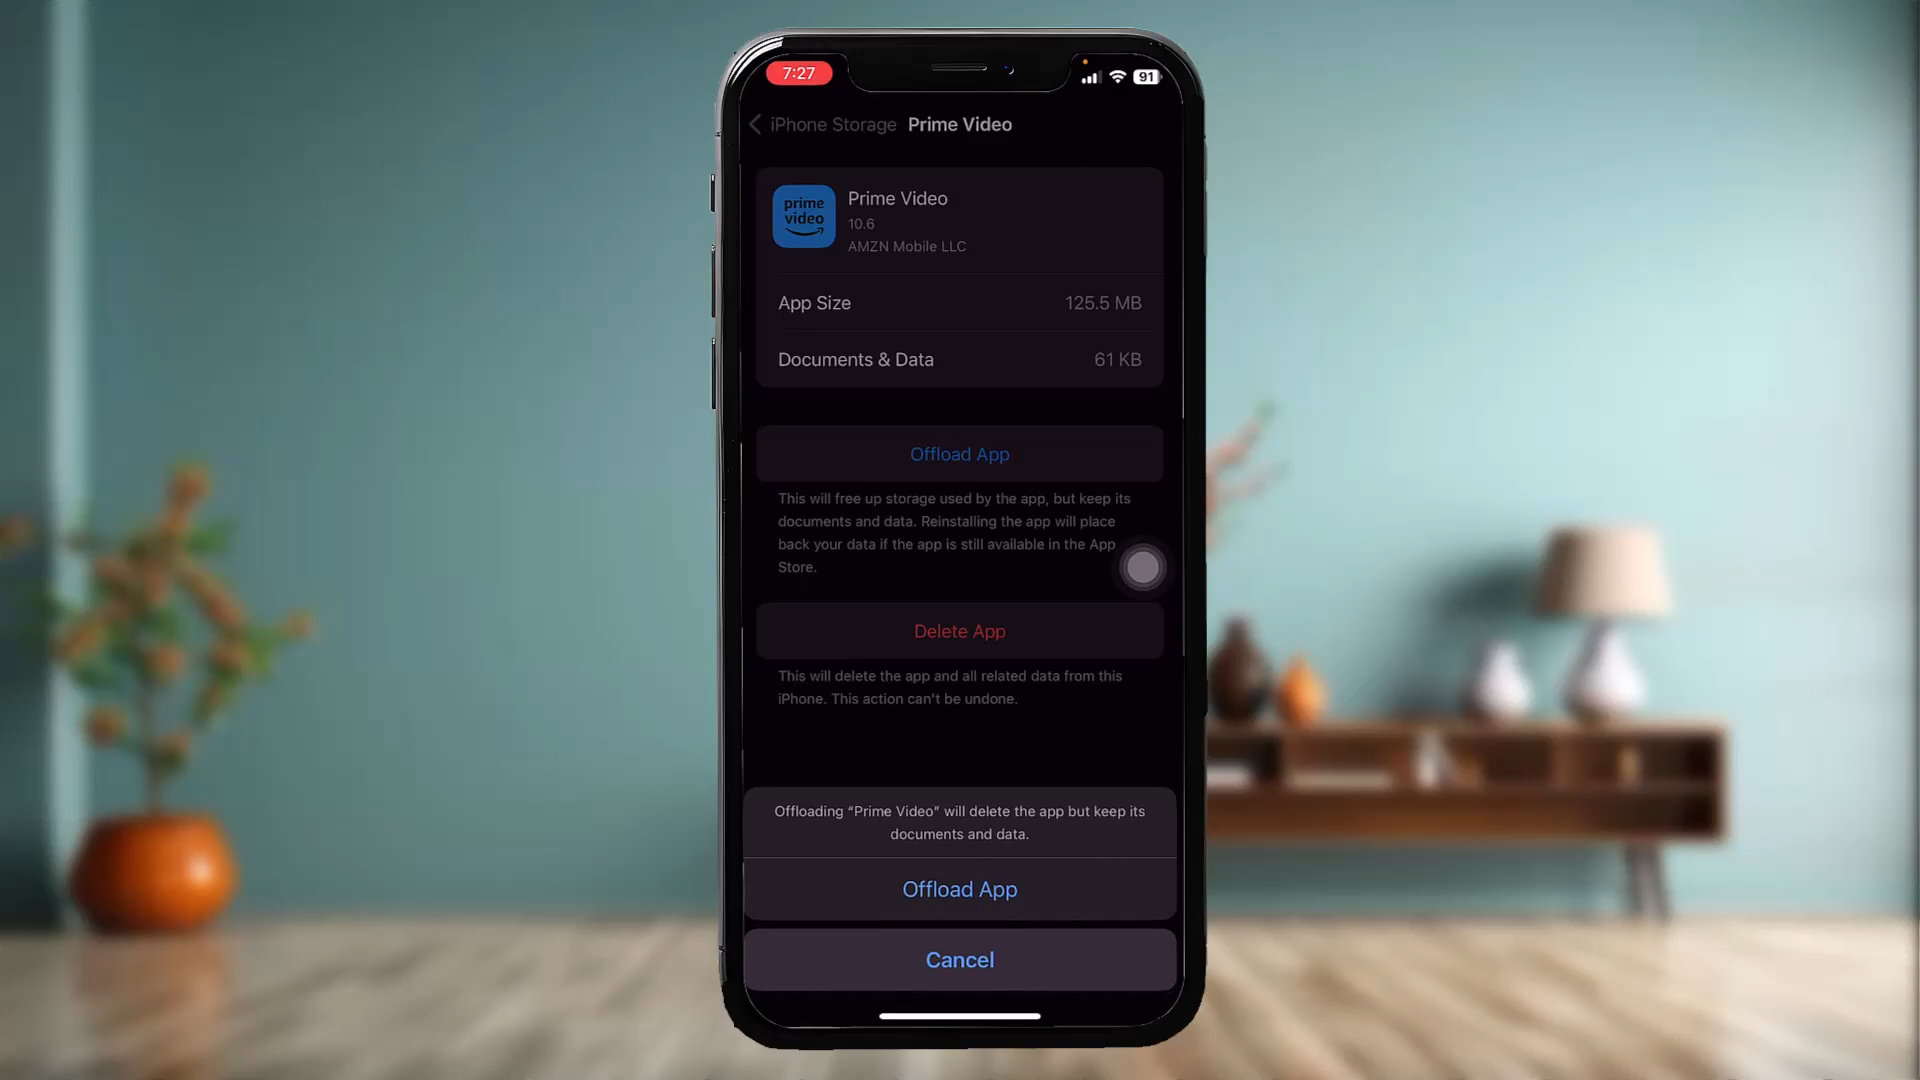 7:27
91
iPhone Storage Prime Video
prime
video
Prime Video
10.6
AMZN Mobile LLC
App Size 125.5 MB
Documents & Data 61 KB
Offload App
This will free up storage used by the app, but keep its
documents and data. Reinstalling the app will place
back your data if the app is still available in the App
Store.
Delete App
This will delete the app and all related data from this
iPhone. This action can't be undone.
Offloading “Prime Video” will delete the app but keep its
documents and data.
Offload App
Cancel